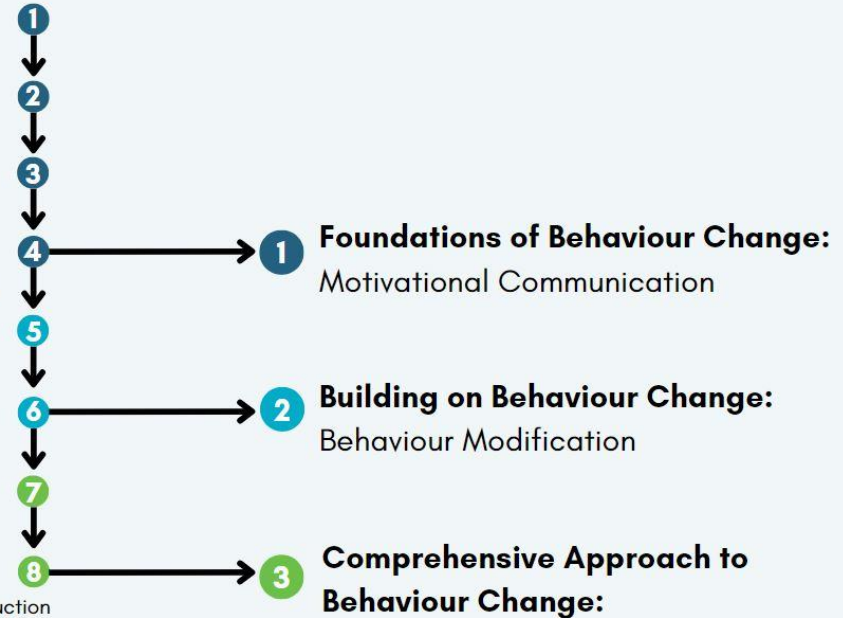 1
2
3
4
1 Foundations of Behaviour Change:
Motivational Communication
5
6
2 Building on Behaviour Change:
Behaviour Modification
7
8
3 Comprehensive Approach to
Behaviour Change: